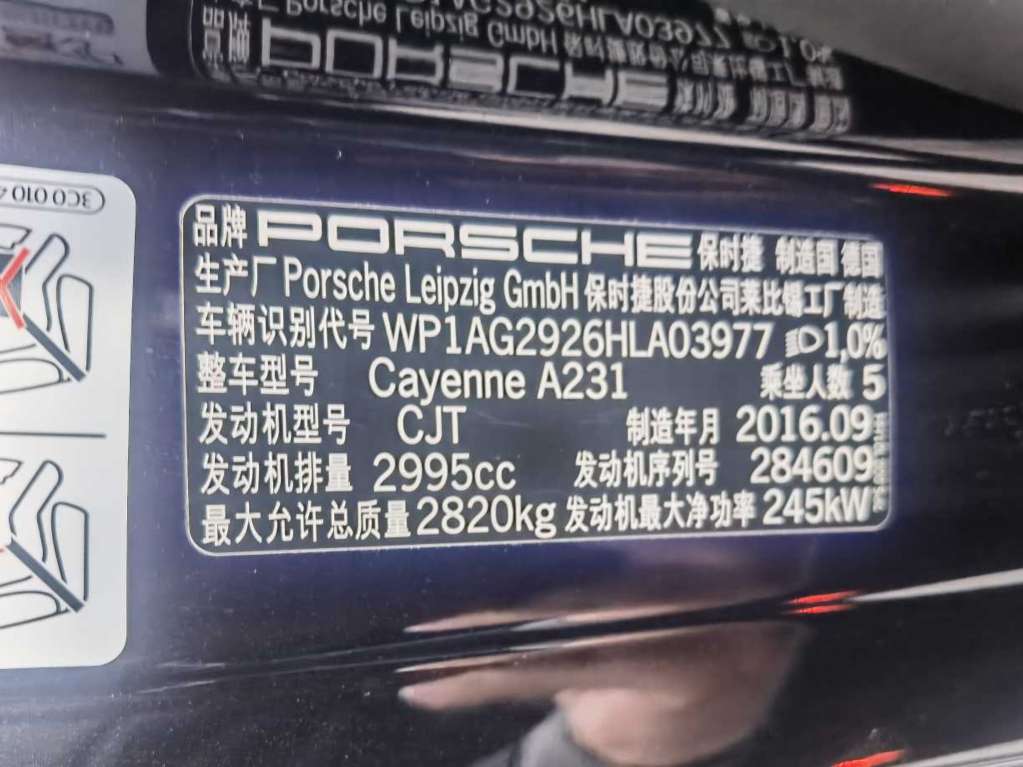 3C0 010 4
品牌 PORSCHE 保时捷 制造国 德国
生产厂 Porsche Leipzig GmbH 保时捷股份公司莱比锡工厂制造
车辆识别代号 WP1AG2926HLA03977 1,0%
整车型号 Cayenne A231 乘坐人数 5
发动机型号 CJT 制造年月 2016.09
发动机排量 2995cc 发动机序列号 284609
最大允许总质量 2820kg 发动机最大净功率 245kW